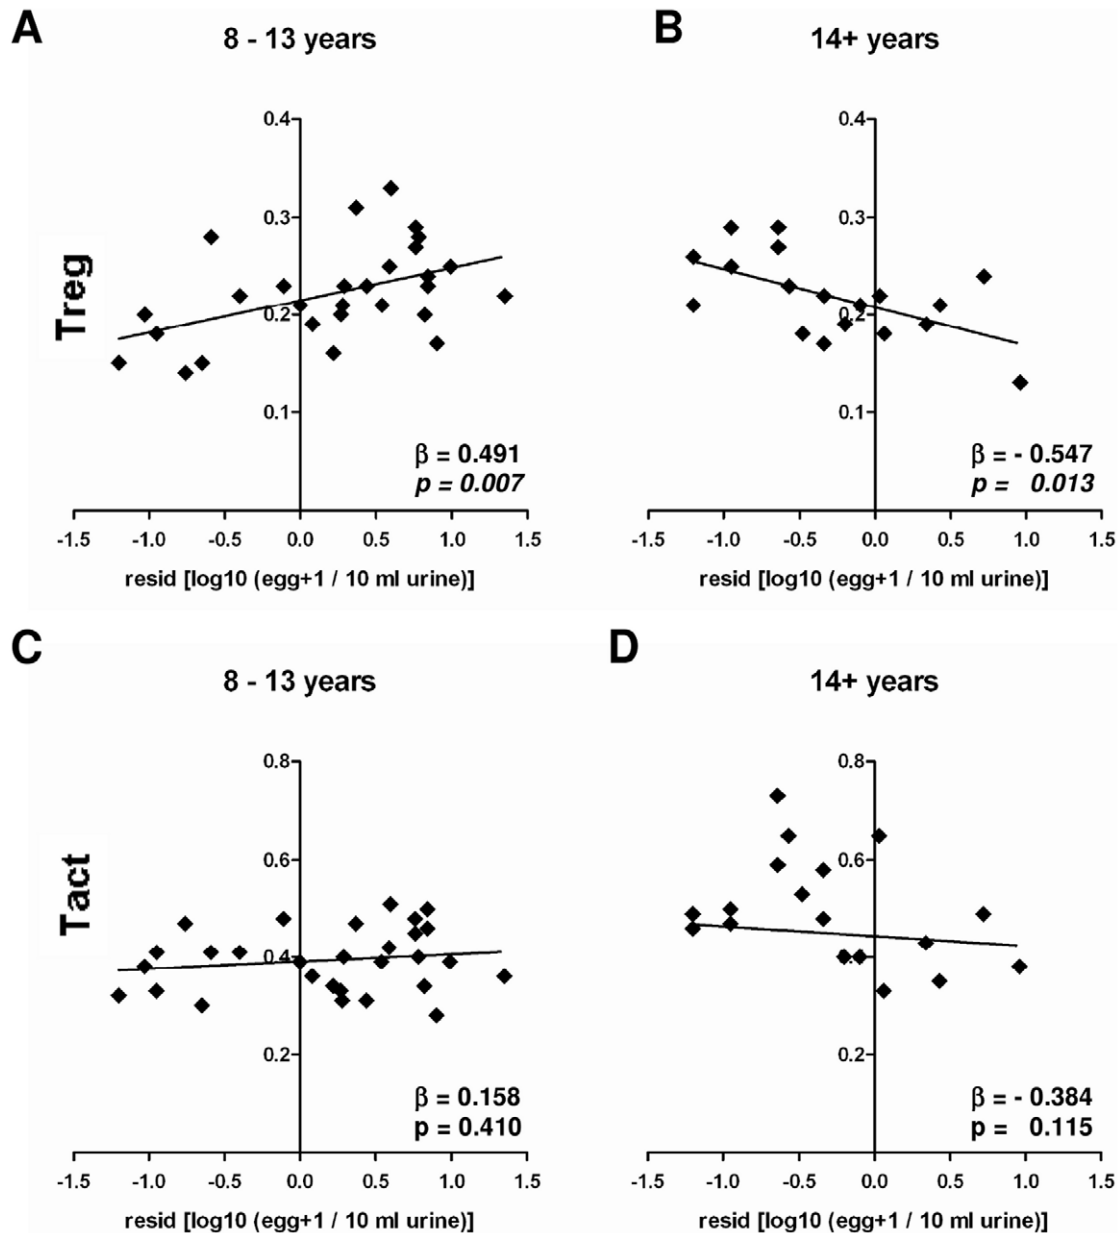 A
8 - 13 years
Treg
0.4
0.3
0.2
0.1
β = 0.491
p = 0.007
-1.5 -1.0 -0.5 0.0 0.5 1.0 1.5
resid [log10 (egg+1 / 10 ml urine)]
B
14+ years
0.4
0.3
0.2
0.1
β = - 0.547
p = 0.013
-1.5 -1.0 -0.5 0.0 0.5 1.0 1.5
resid [log10 (egg+1 / 10 ml urine)]
C
8 - 13 years
Tact
0.8
0.6
0.4
0.2
β = 0.158
p = 0.410
-1.5 -1.0 -0.5 0.0 0.5 1.0 1.5
resid [log10 (egg+1 / 10 ml urine)]
D
14+ years
0.8
0.6
0.4
0.2
β = - 0.384
p = 0.115
-1.5 -1.0 -0.5 0.0 0.5 1.0 1.5
resid [log10 (egg+1 / 10 ml urine)]